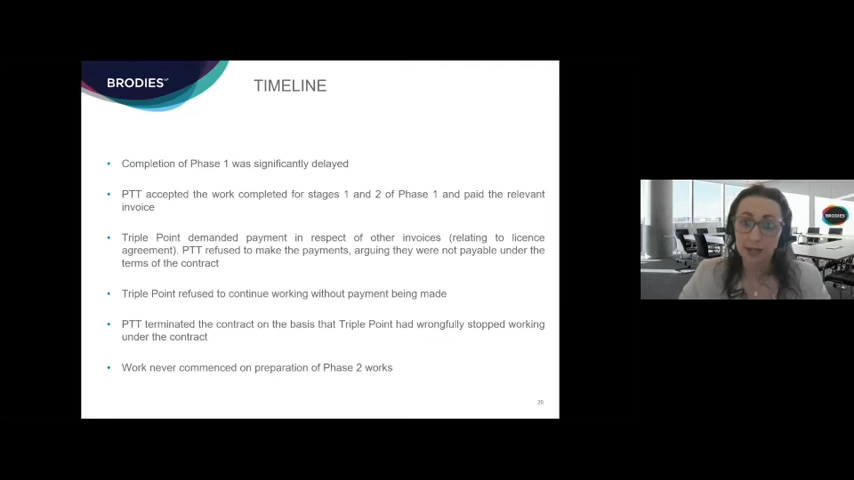 BRODIES LLP
TIMELINE
• Completion of Phase 1 was significantly delayed
• PTT accepted the work completed for stages 1 and 2 of Phase 1 and paid the relevant
invoice
• Triple Point demanded payment in respect of other invoices (relating to licence
agreement). PTT refused to make the payments, arguing they were not payable under the
terms of the contract
• Triple Point refused to continue working without payment being made
• PTT terminated the contract on the basis that Triple Point had wrongfully stopped working
under the contract
• Work never commenced on preparation of Phase 2 works
20
BRODIES